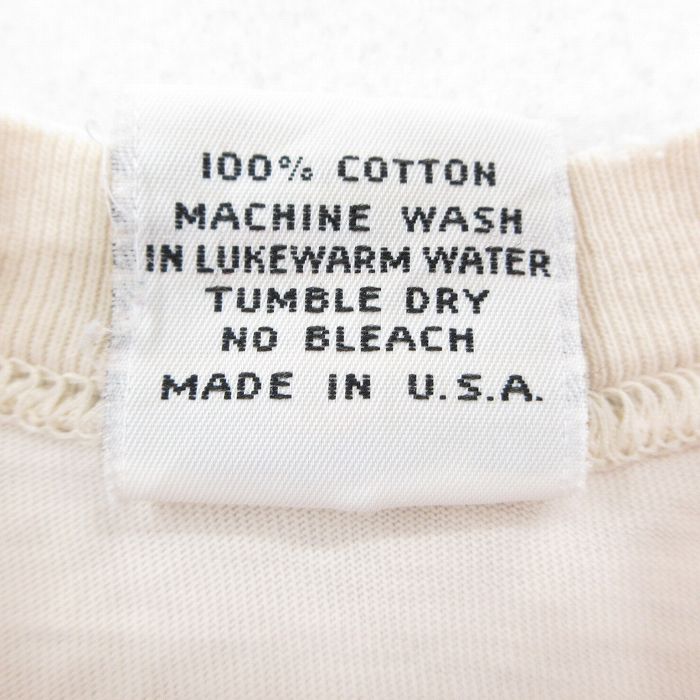 100% COTTON
MACHINE WASH
IN LUKEWARM WATER
TUMBLE DRY
NO BLEACH
MADE IN U.S.A.